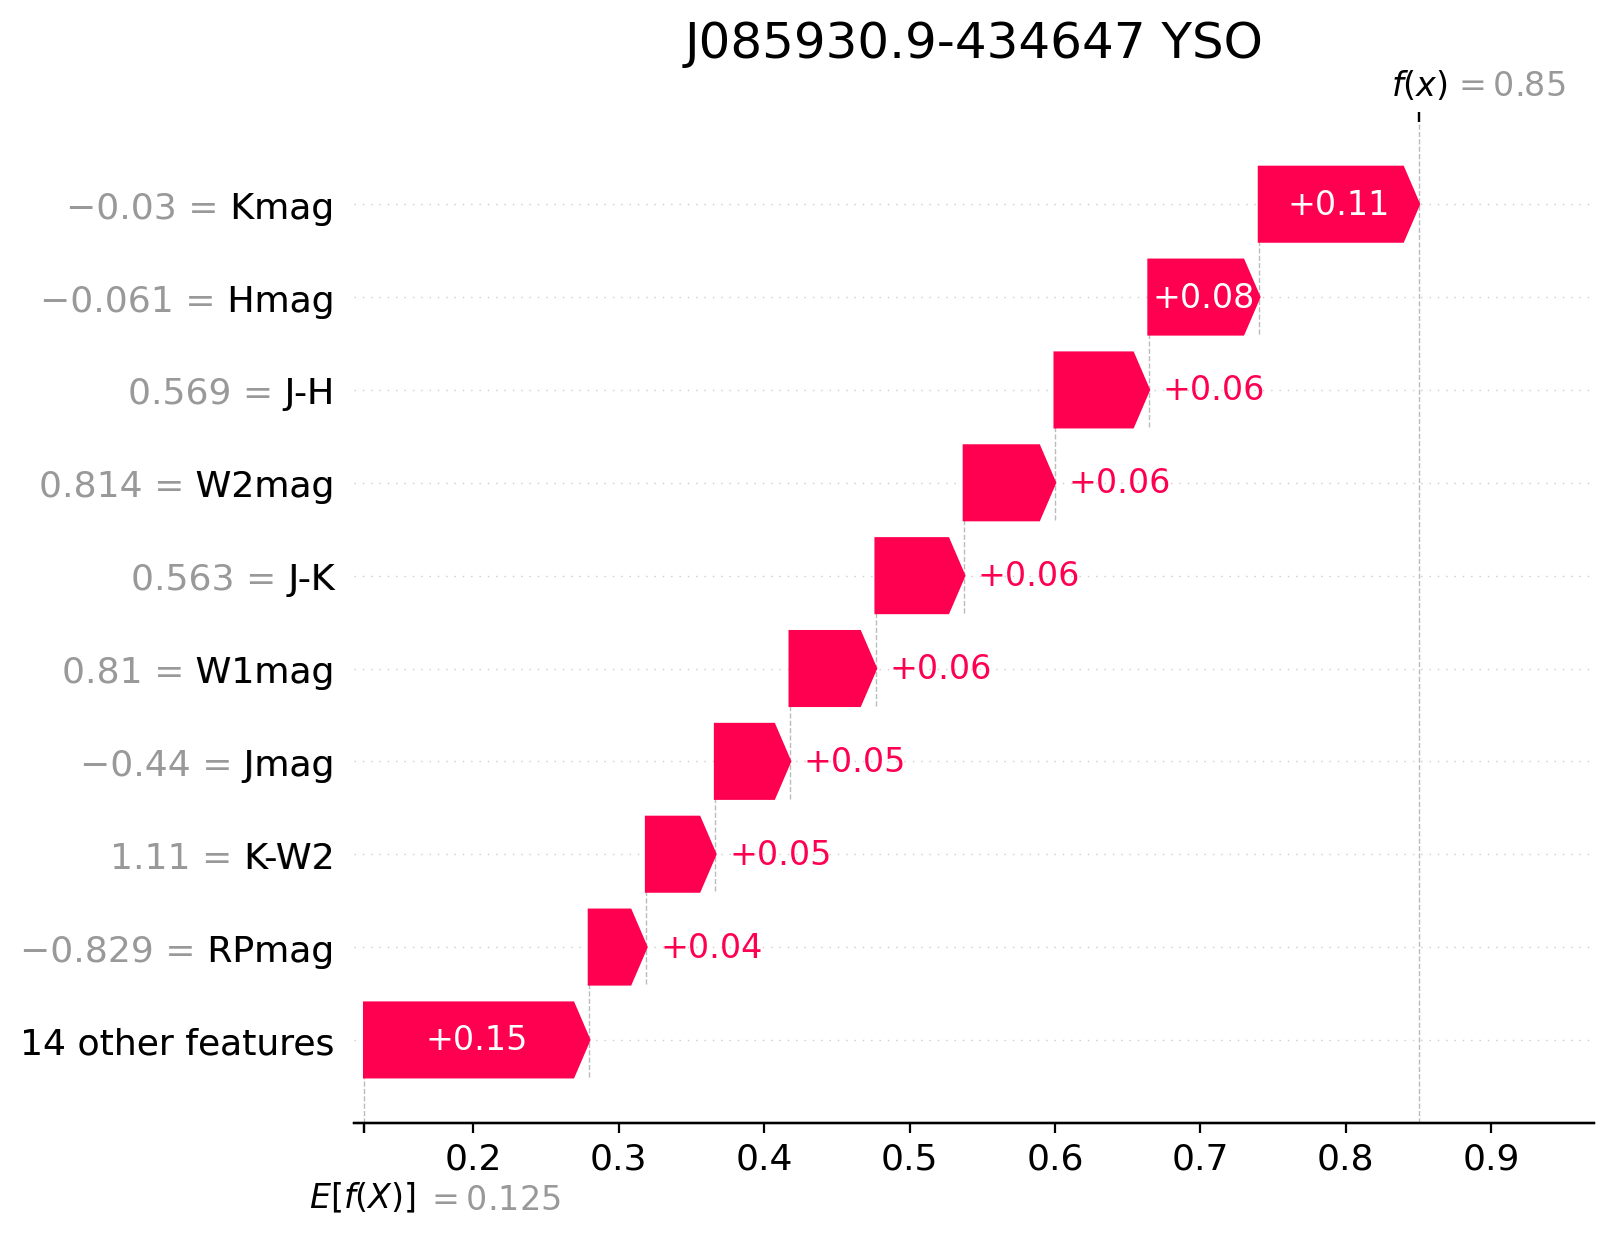 J085930.9-434647 YSO
f(x) = 0.85
−0.03 = Kmag +0.11
−0.061 = Hmag +0.08
0.569 = J-H +0.06
0.814 = W2mag +0.06
0.563 = J-K +0.06
0.81 = W1mag +0.06
−0.44 = Jmag +0.05
1.11 = K-W2 +0.05
−0.829 = RPmag +0.04
14 other features +0.15
0.2 0.3 0.4 0.5 0.6 0.7 0.8 0.9
E[f(X)] = 0.125